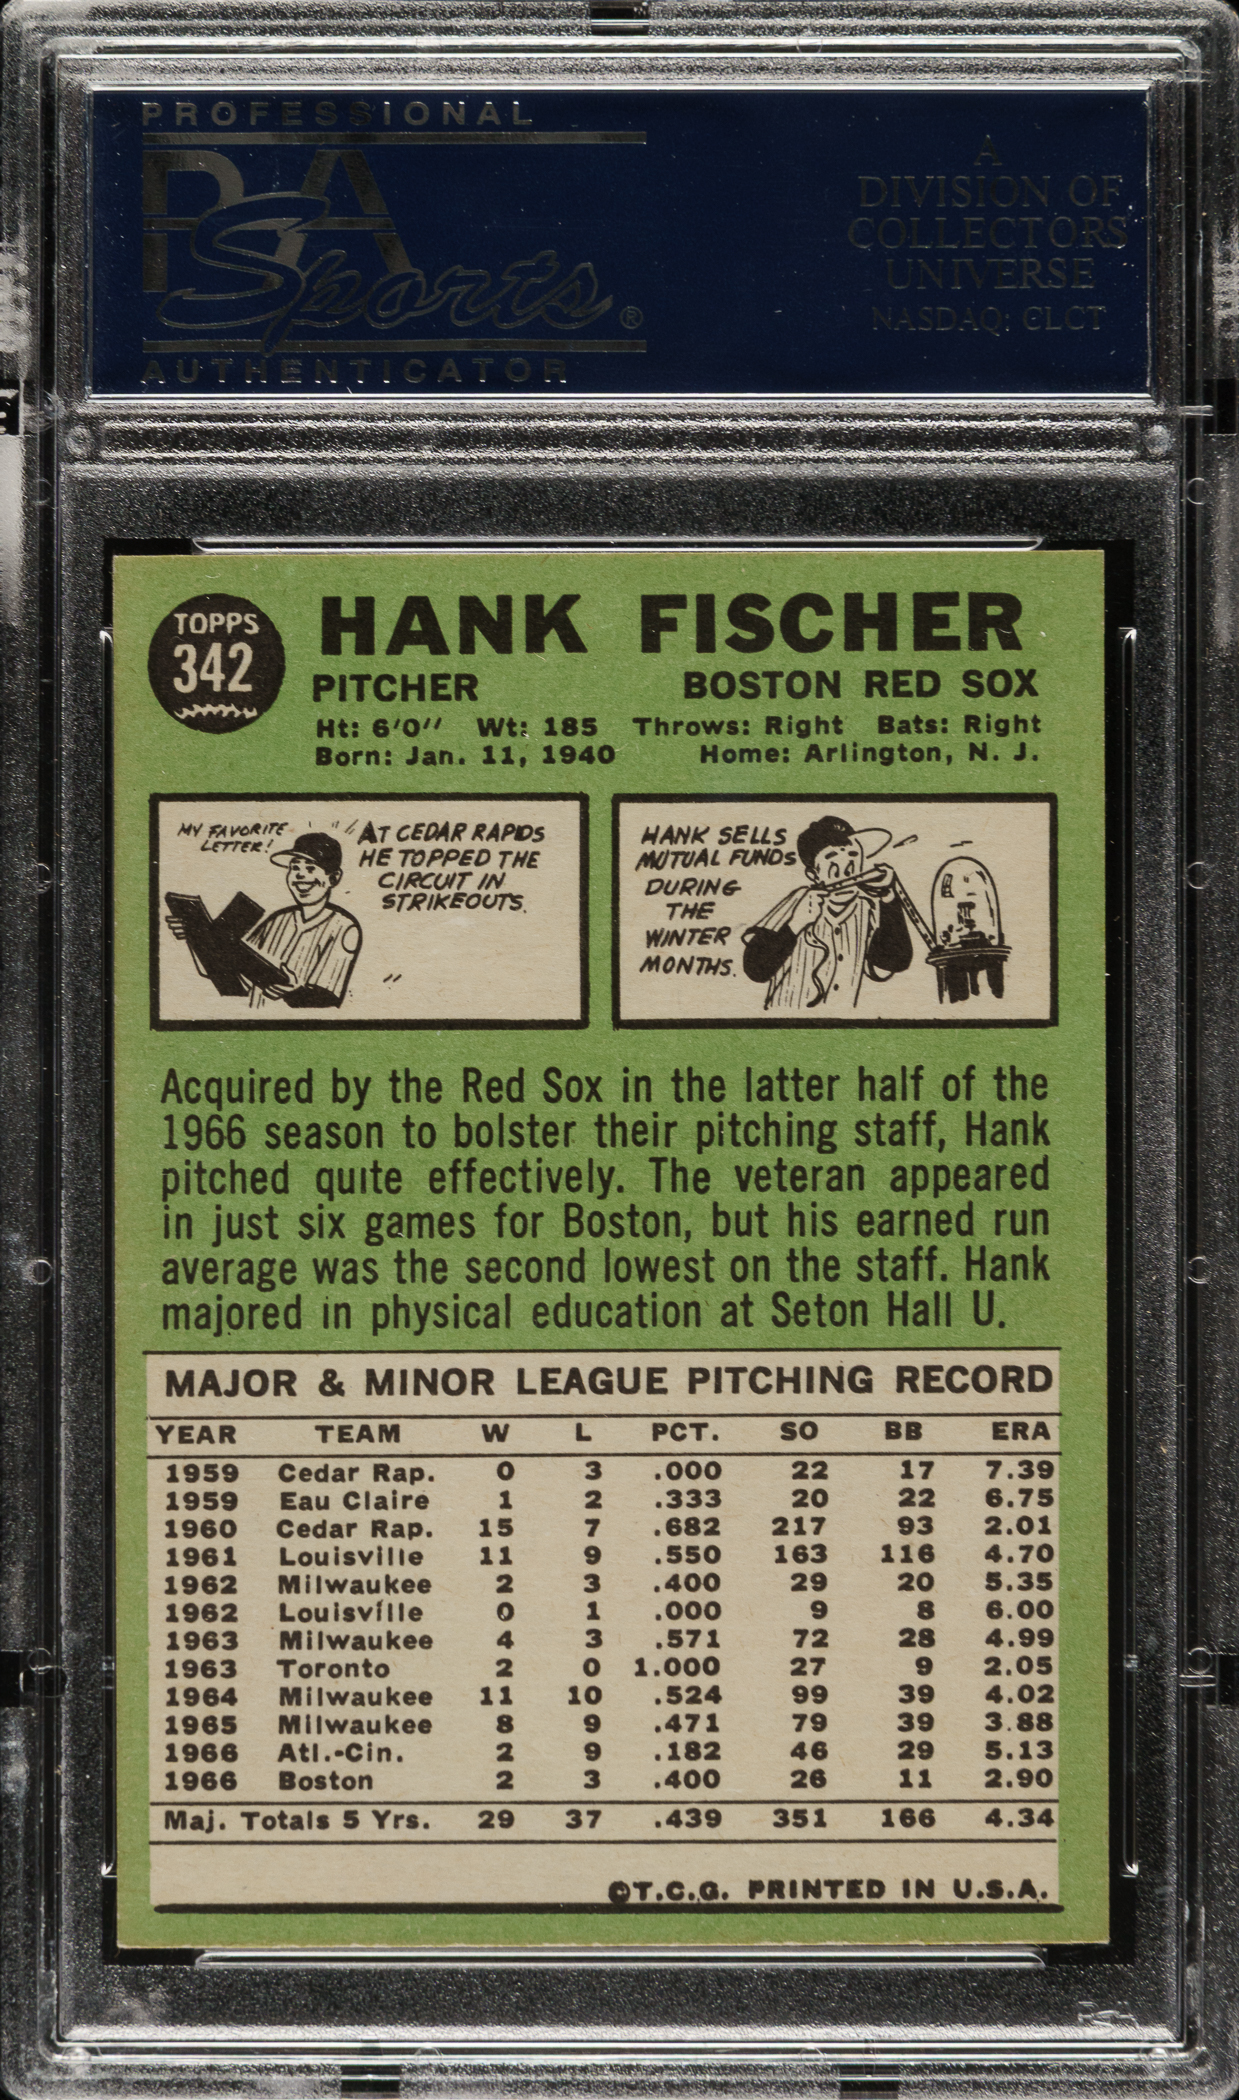 PROFESSIONAL
PSA
Sports®
AUTHENTICATOR
A
DIVISION OF
COLLECTORS
UNIVERSE
NASDAQ: CLCT
TOPPS
342
HANK FISCHER
PITCHER BOSTON RED SOX
Ht: 6'0'' Wt: 185 Throws: Right Bats: Right
Born: Jan. 11, 1940 Home: Arlington, N. J.
MY FAVORITE
LETTER!
AT CEDAR RAPIDS
HE TOPPED THE
CIRCUIT IN
STRIKEOUTS.
HANK SELLS
MUTUAL FUNDS
DURING
THE
WINTER
MONTHS.
Acquired by the Red Sox in the latter half of the
1966 season to bolster their pitching staff, Hank
pitched quite effectively. The veteran appeared
in just six games for Boston, but his earned run
average was the second lowest on the staff. Hank
majored in physical education at Seton Hall U.
MAJOR & MINOR LEAGUE PITCHING RECORD
YEAR TEAM W L PCT. SO BB ERA
1959 Cedar Rap. 0 3 .000 22 17 7.39
1959 Eau Claire 1 2 .333 20 22 6.75
1960 Cedar Rap. 15 7 .682 217 93 2.01
1961 Louisville 11 9 .550 163 116 4.70
1962 Milwaukee 2 3 .400 29 20 5.35
1962 Louisville 0 1 .000 9 8 6.00
1963 Milwaukee 4 3 .571 72 28 4.99
1963 Toronto 2 0 1.000 27 9 2.05
1964 Milwaukee 11 10 .524 99 39 4.02
1965 Milwaukee 8 9 .471 79 39 3.88
1966 Atl.-Cin. 2 9 .182 46 29 5.13
1966 Boston 2 3 .400 26 11 2.90
Maj. Totals 5 Yrs. 29 37 .439 351 166 4.34
©T.C.G. PRINTED IN U.S.A.
PSA